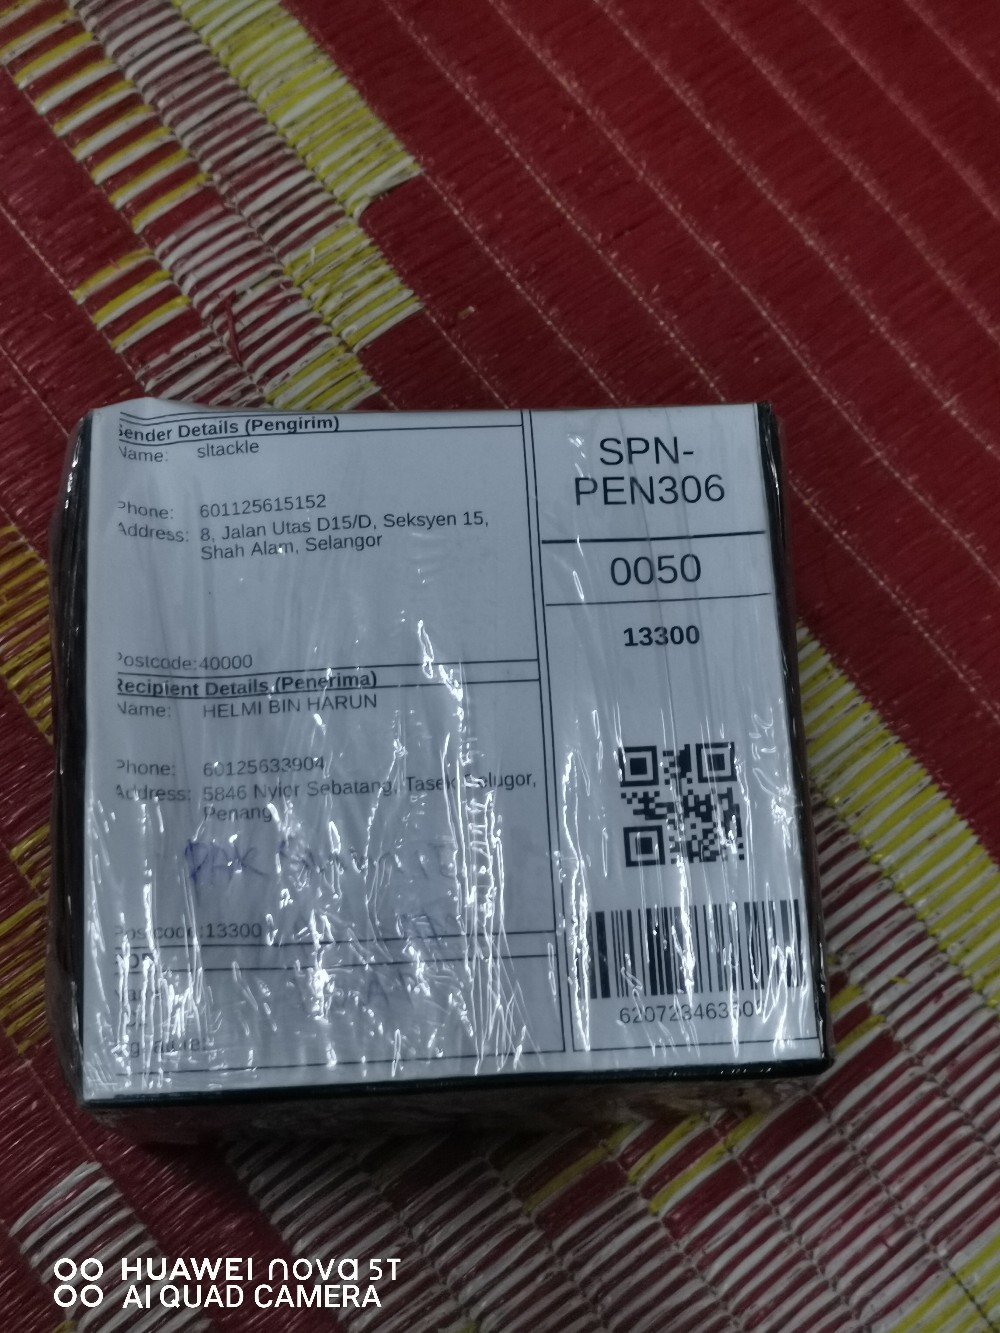 Sender Details (Pengirim)
Name: sltackle
Phone: 601125615152
Address: 8, Jalan Utas D15/D, Seksyen 15,
Shah Alam, Selangor
Postcode:40000
Recipient Details (Penerima)
Name: HELMI BIN HARUN
Phone: 60125633904
Address: 5846 Nyior Sebatang, Tasek Gelugor,
Penang
PAK
Postcode:13300
SPN-
PEN306
0050
13300
HUAWEI nova 5T
AI QUAD CAMERA